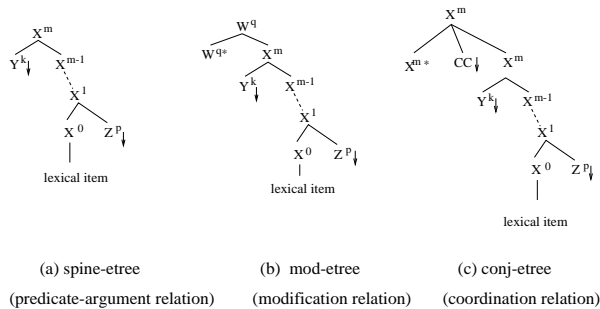 X^m
Y^k↓ X^m-1
X^1
X^0 Z^p↓
lexical item
W^q
W^q* X^m
Y^k↓ X^m-1
X^1
X^0 Z^p↓
lexical item
X^m
X^m* CC↓ X^m
Y^k↓ X^m-1
X^1
X^0 Z^p↓
lexical item
(a) spine-etree (b) mod-etree (c) conj-etree
(predicate-argument relation) (modification relation) (coordination relation)